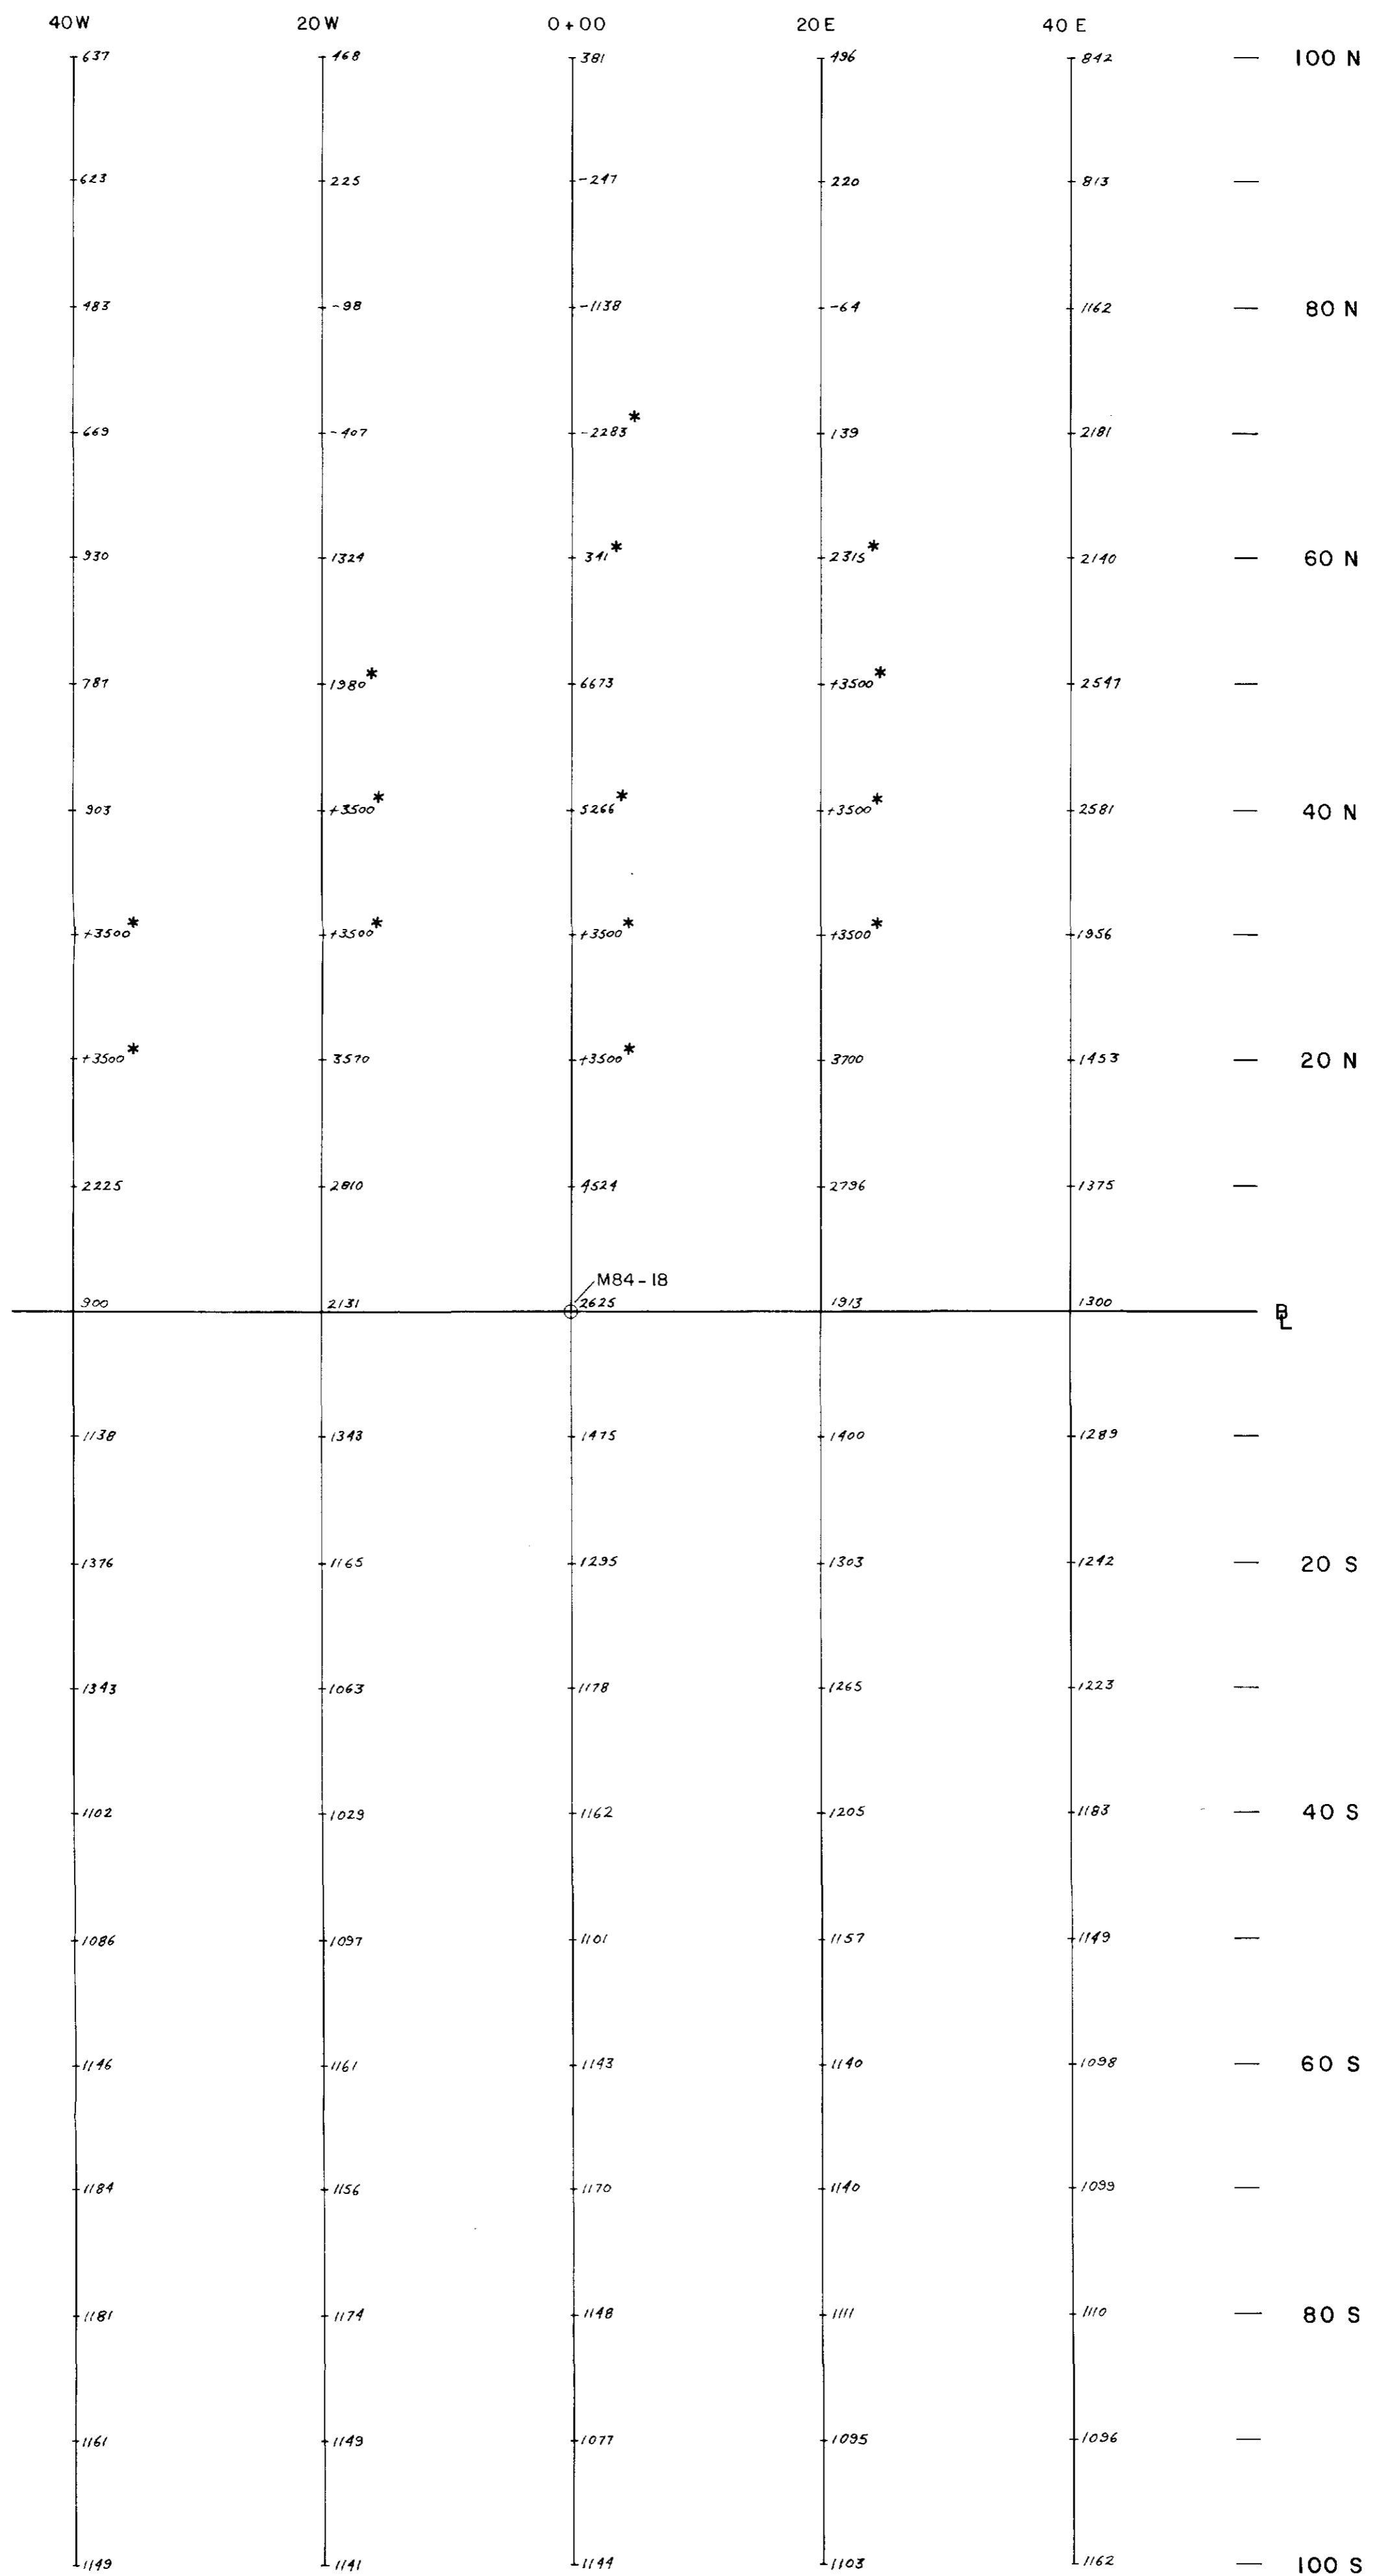 40W 20W 0+00 20E 40E
637 468 381 496 842 — 100 N
623 225 -247 220 813 —
483 -98 -1138 -64 1162 — 80 N
669 -407 -2283* 139 2181 —
930 1324 341* 2315* 2140 — 60 N
787 1980* 6673 +3500* 2547 —
903 +3500* 5266* +3500* 2581 — 40 N
+3500* +3500* +3500* +3500* 1956 —
+3500* 3570 +3500* 3700 1453 — 20 N
2225 2810 4524 2796 1375 —
M84-18
900 2131 2625 1913 1300 BL
1138 1343 1475 1400 1289 —
1376 1165 1295 1303 1242 — 20 S
1343 1063 1178 1265 1223 —
1102 1029 1162 1205 1183 — 40 S
1086 1097 1101 1157 1149 —
1146 1161 1143 1140 1098 — 60 S
1184 1156 1170 1140 1099 —
1181 1174 1148 1111 1110 — 80 S
1161 1149 1077 1095 1096 —
1149 1141 1144 1103 1162 — 100 S